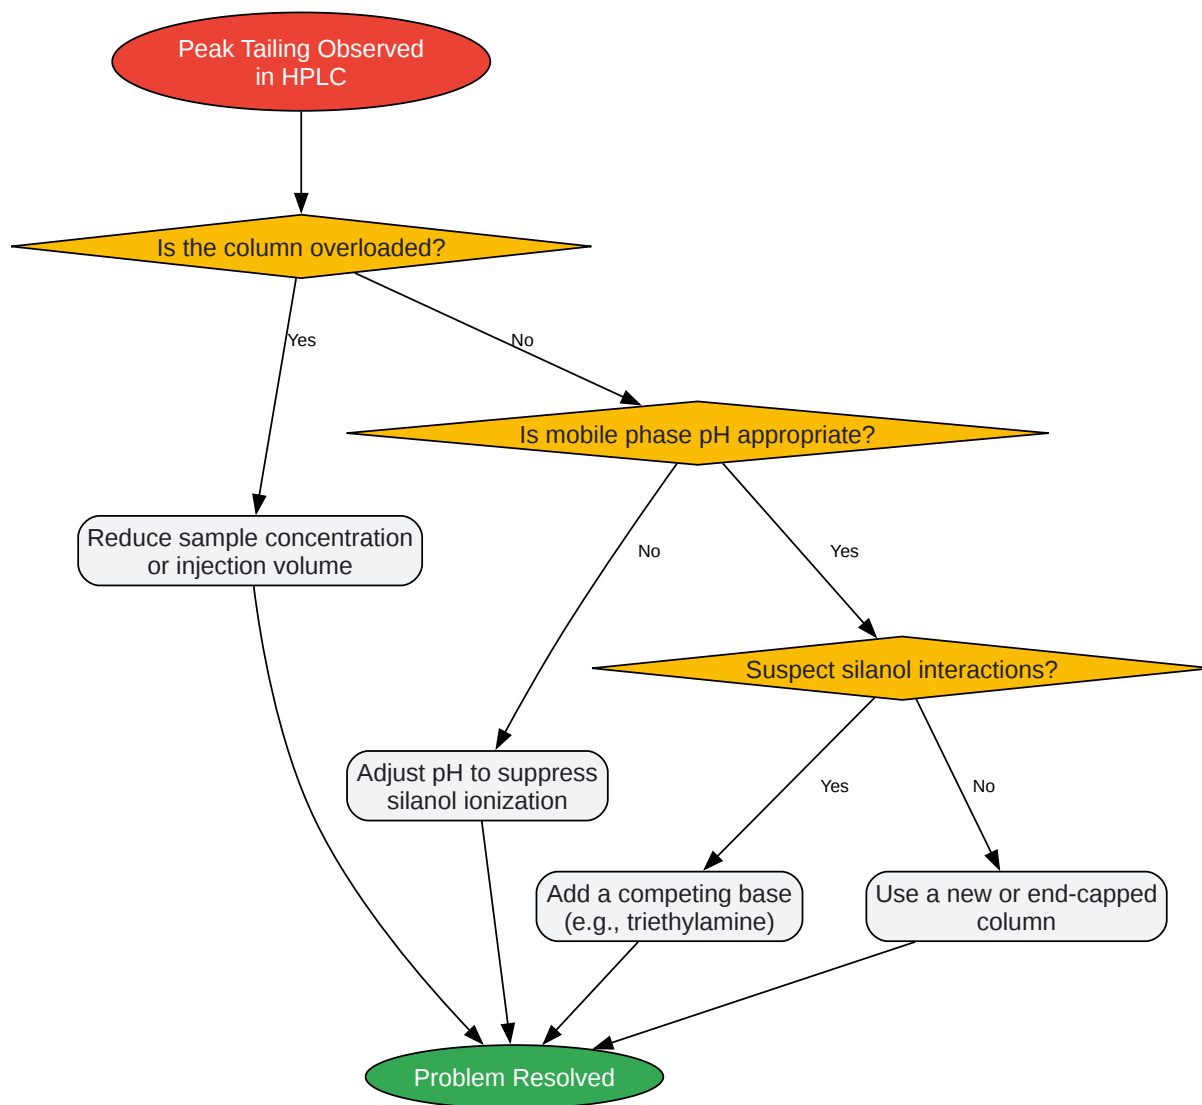 Peak Tailing Observed
in HPLC
Is the column overloaded?
Yes
No
Is mobile phase pH appropriate?
Reduce sample concentration
or injection volume
No
Yes
Suspect silanol interactions?
Adjust pH to suppress
silanol ionization
Yes
No
Add a competing base
(e.g., triethylamine)
Use a new or end-capped
column
Problem Resolved